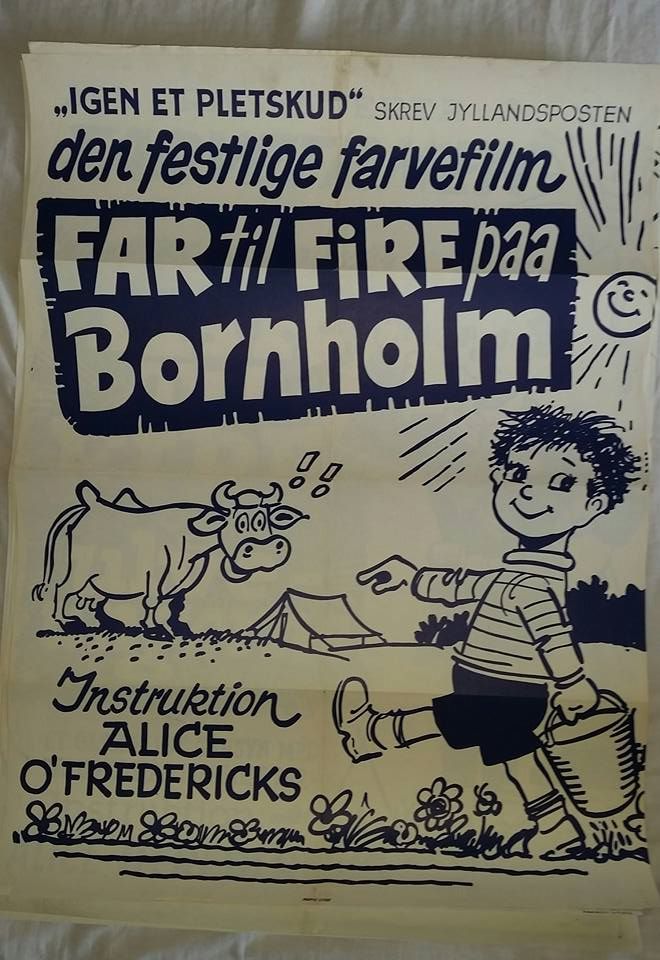 „IGEN ET PLETSKUD“ SKREV JYLLANDSPOSTEN
den festlige farvefilm
FAR til FiRE paa
Bornholm
!!
Instruktion
ALICE
O'FREDERICKS